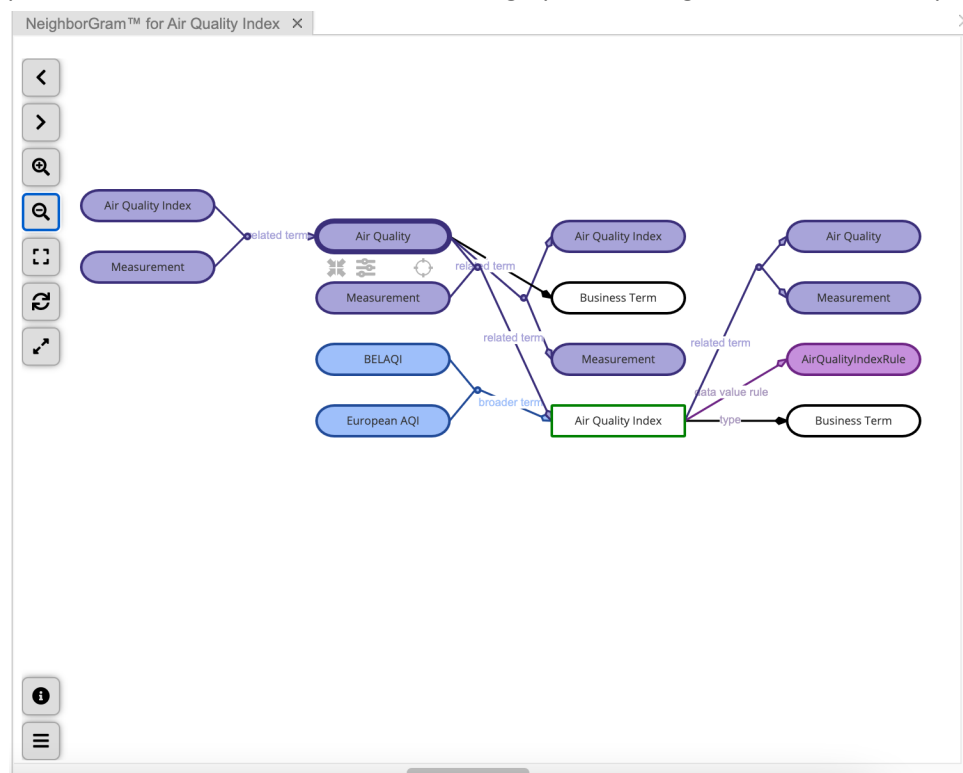 NeighborGram™ for Air Quality Index
Air Quality Index
Measurement
related term
Air Quality
Measurement
related term
BELAQI
European AQI
related term
broader term
Air Quality Index
Business Term
Measurement
Air Quality Index
related term
data value rule
type
Air Quality
Measurement
AirQualityIndexRule
Business Term